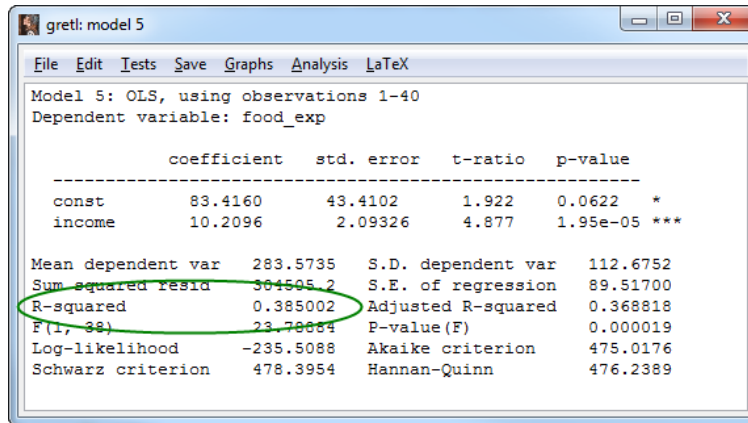 gretl: model 5
File Edit Tests Save Graphs Analysis LaTeX
Model 5: OLS, using observations 1-40
Dependent variable: food_exp
coefficient std. error t-ratio p-value
-------------------------------------------------------
const 83.4160 43.4102 1.922 0.0622 *
income 10.2096 2.09326 4.877 1.95e-05 ***
Mean dependent var 283.5735 S.D. dependent var 112.6752
Sum squared resid 304505.2 S.E. of regression 89.51700
R-squared 0.385002 Adjusted R-squared 0.368818
F(1, 38) 23.78884 P-value(F) 0.000019
Log-likelihood -235.5088 Akaike criterion 475.0176
Schwarz criterion 478.3954 Hannan-Quinn 476.2389